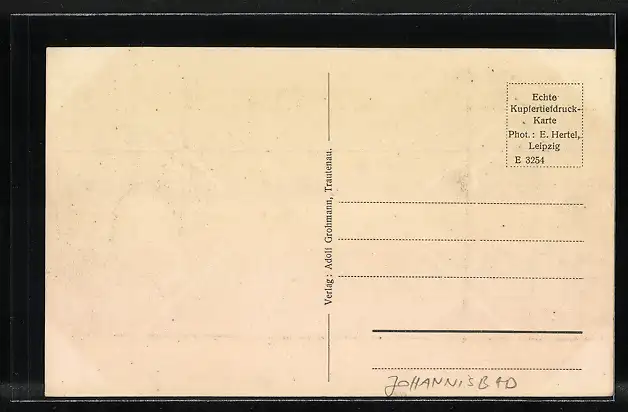 Echte
Kupfertiefdruck-
Karte
Phot.: E. Hertel,
Leipzig
E 3254
Verlag: Adolf Grohmann, Trautenau.
JOHANNISBAD